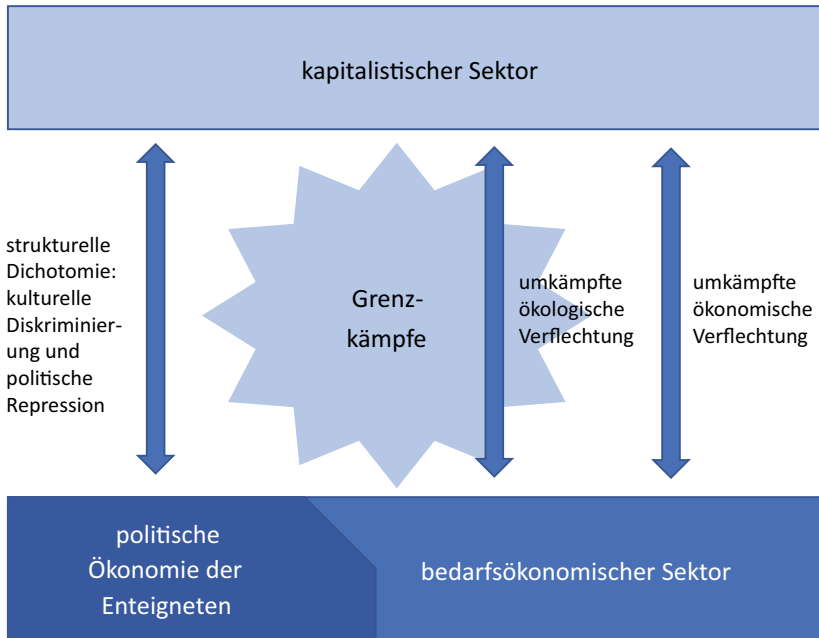 kapitalistischer Sektor
strukturelle
Dichotomie:
kulturelle
Diskriminier-
ung und
politische
Repression
Grenz-
kämpfe
umkämpfte
ökologische
Verflechtung
umkämpfte
ökonomische
Verflechtung
politische
Ökonomie der
Enteigneten
bedarfsökonomischer Sektor